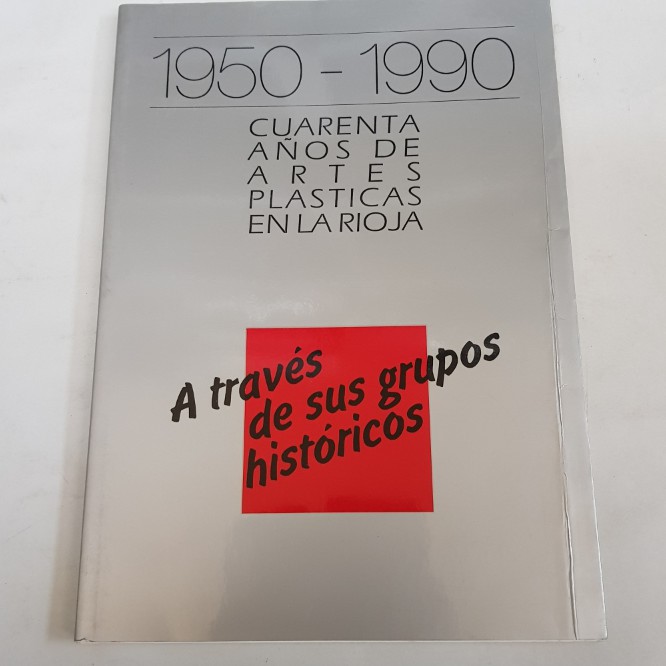 1950 - 1990
CUARENTA
AÑOS DE
ARTES
PLASTICAS
EN LA RIOJA
A través
de sus grupos
históricos